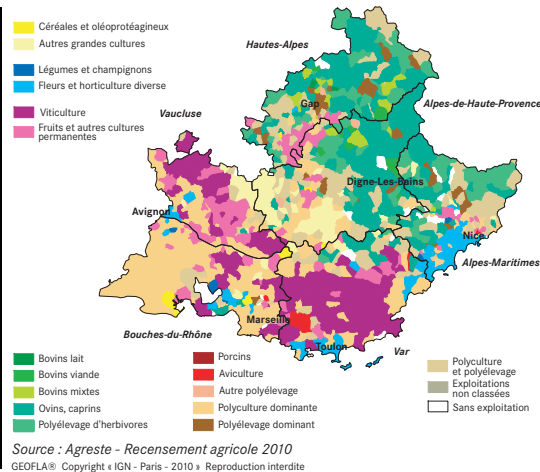 Céréales et oléoprotéagineux
Autres grandes cultures
Légumes et champignons
Fleurs et horticulture diverse
Viticulture
Fruits et autres cultures
permanentes
Hautes-Alpes
Gap
Alpes-de-Haute-Provence
Vaucluse
Digne-Les-Bains
Avignon
Nice
Alpes-Maritimes
Marseille
Bouches-du-Rhône
Toulon
Var
Bovins lait
Bovins viande
Bovins mixtes
Ovins, caprins
Polyélevage d'herbivores
Porcins
Aviculture
Autre polyélevage
Polyculture dominante
Polyélevage dominant
Polyculture
et polyélevage
Exploitations
non classées
Sans exploitation
Source : Agreste - Recensement agricole 2010
GEOFLA® Copyright « IGN - Paris - 2010 » Reproduction interdite